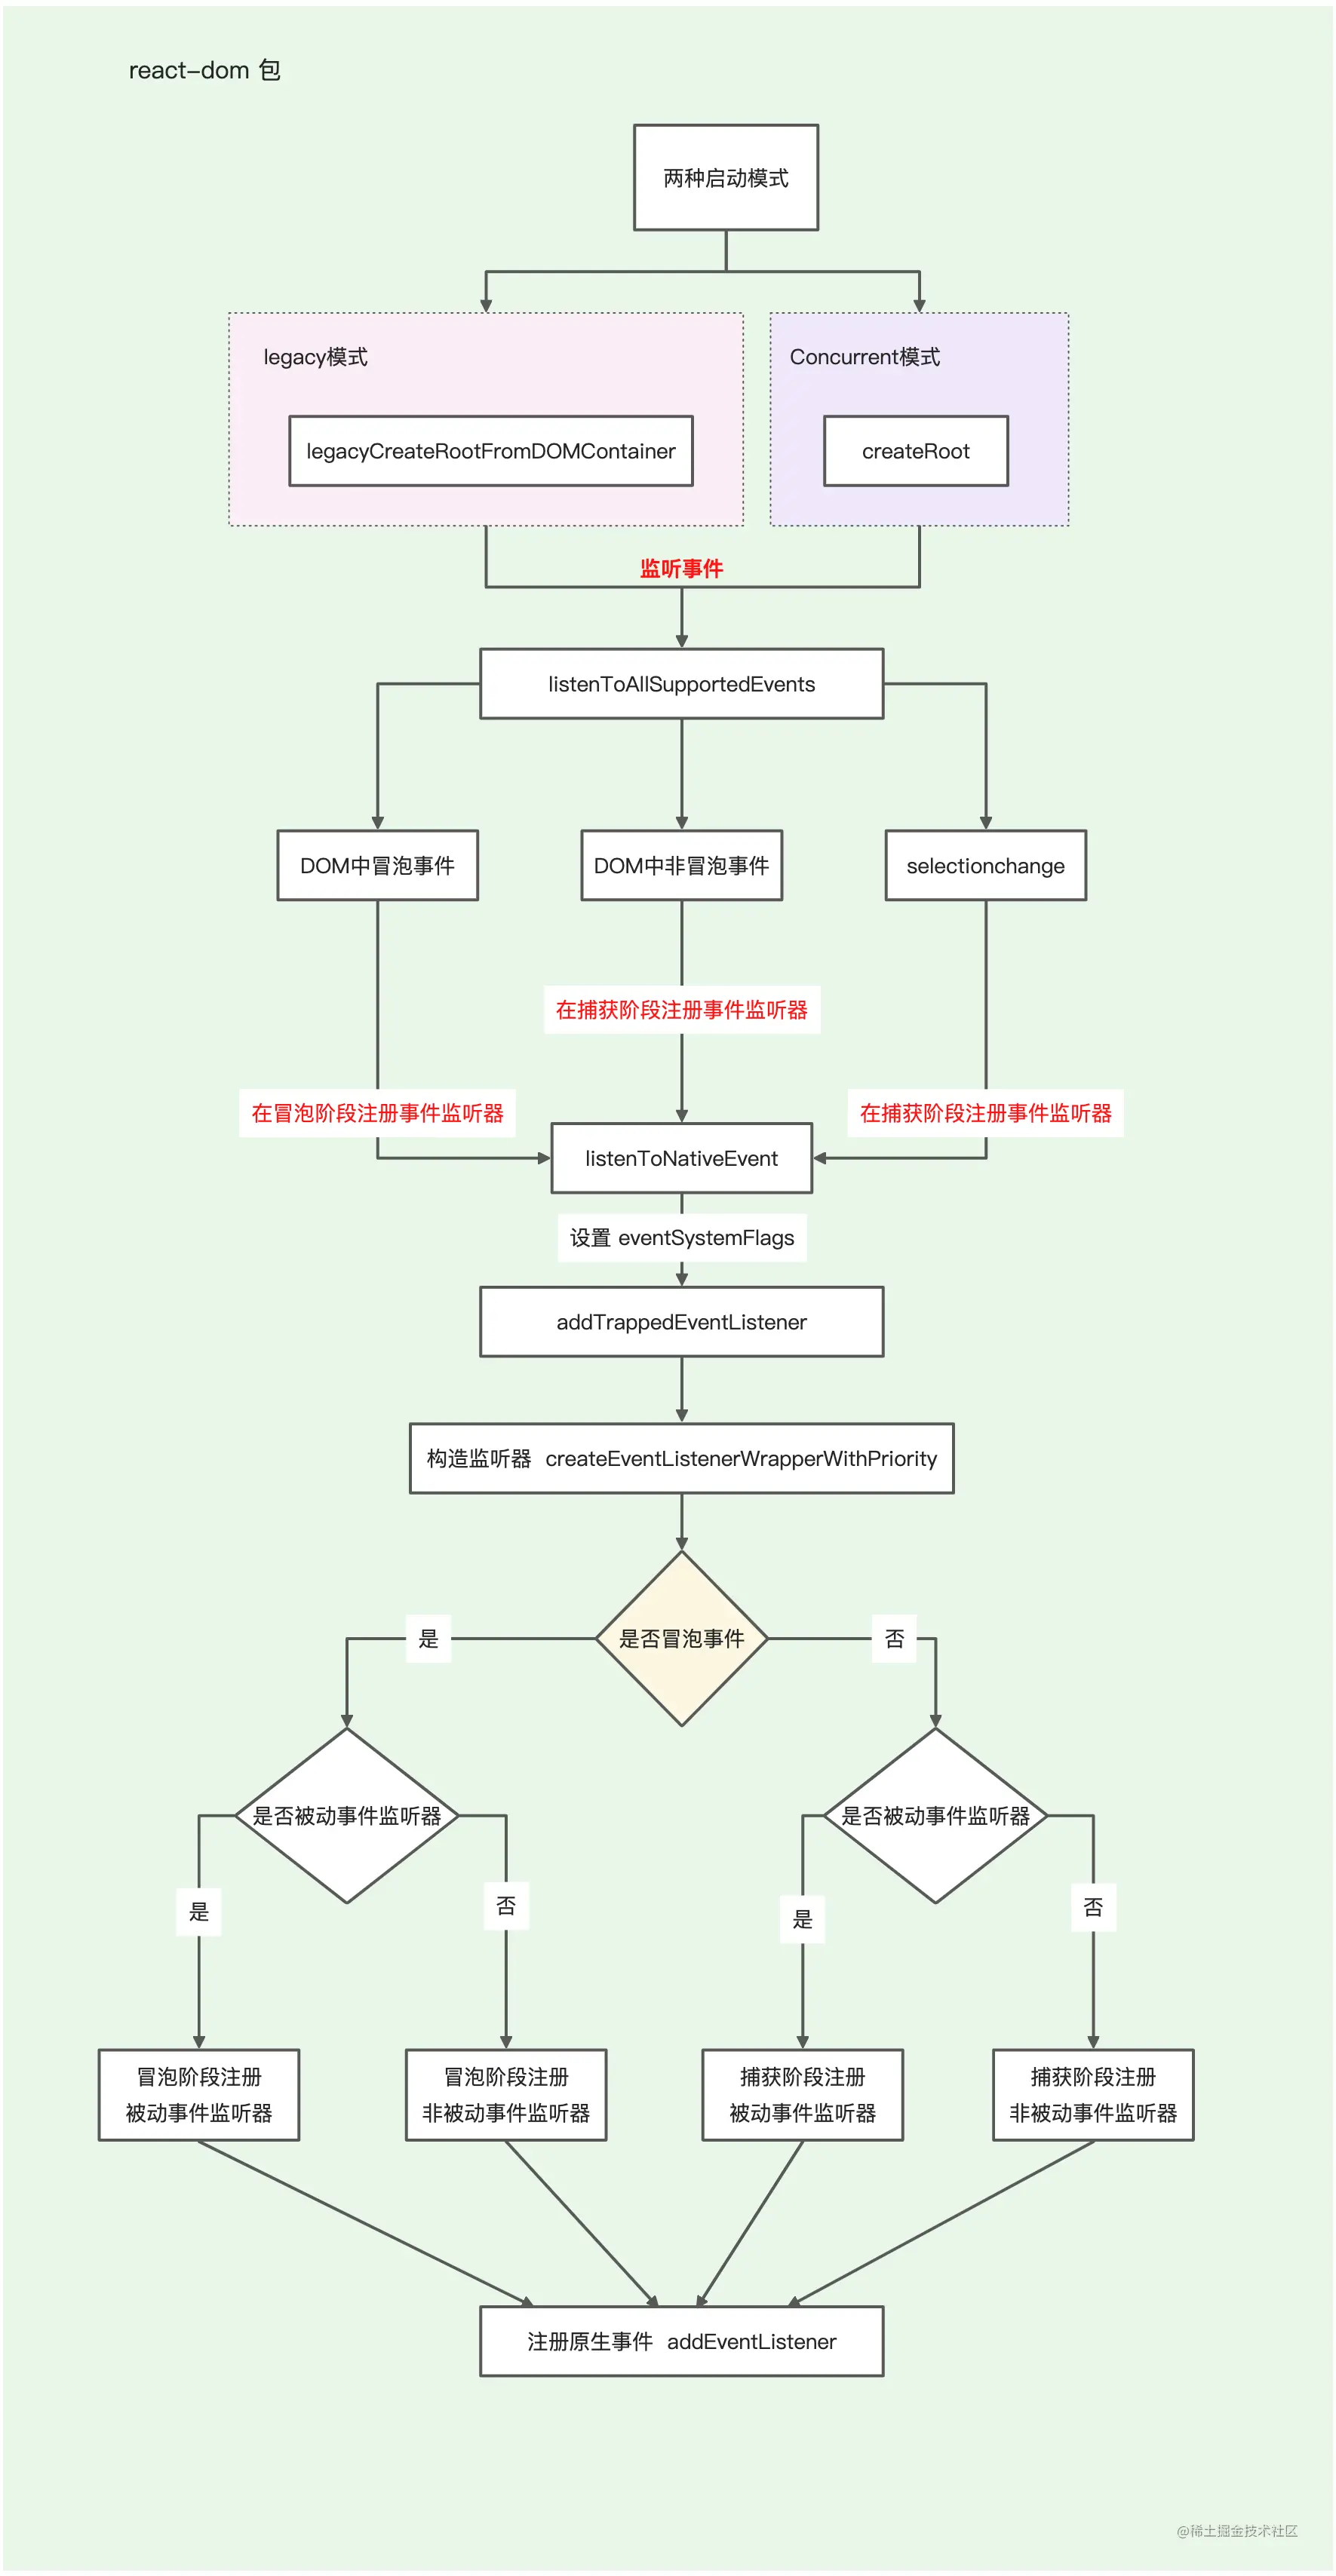 react-dom 包
两种启动模式
legacy模式
Concurrent模式
legacyCreateRootFromDOMContainer
createRoot
监听事件
listenToAllSupportedEvents
DOM中冒泡事件
DOM中非冒泡事件
selectionchange
在捕获阶段注册事件监听器
在冒泡阶段注册事件监听器
在捕获阶段注册事件监听器
listenToNativeEvent
设置 eventSystemFlags
addTrappedEventListener
构造监听器 createEventListenerWrapperWithPriority
是
是否冒泡事件
否
是否被动事件监听器
是否被动事件监听器
是
否
是
否
冒泡阶段注册
被动事件监听器
冒泡阶段注册
非被动事件监听器
捕获阶段注册
被动事件监听器
捕获阶段注册
非被动事件监听器
注册原生事件 addEventListener
@稀土掘金技术社区